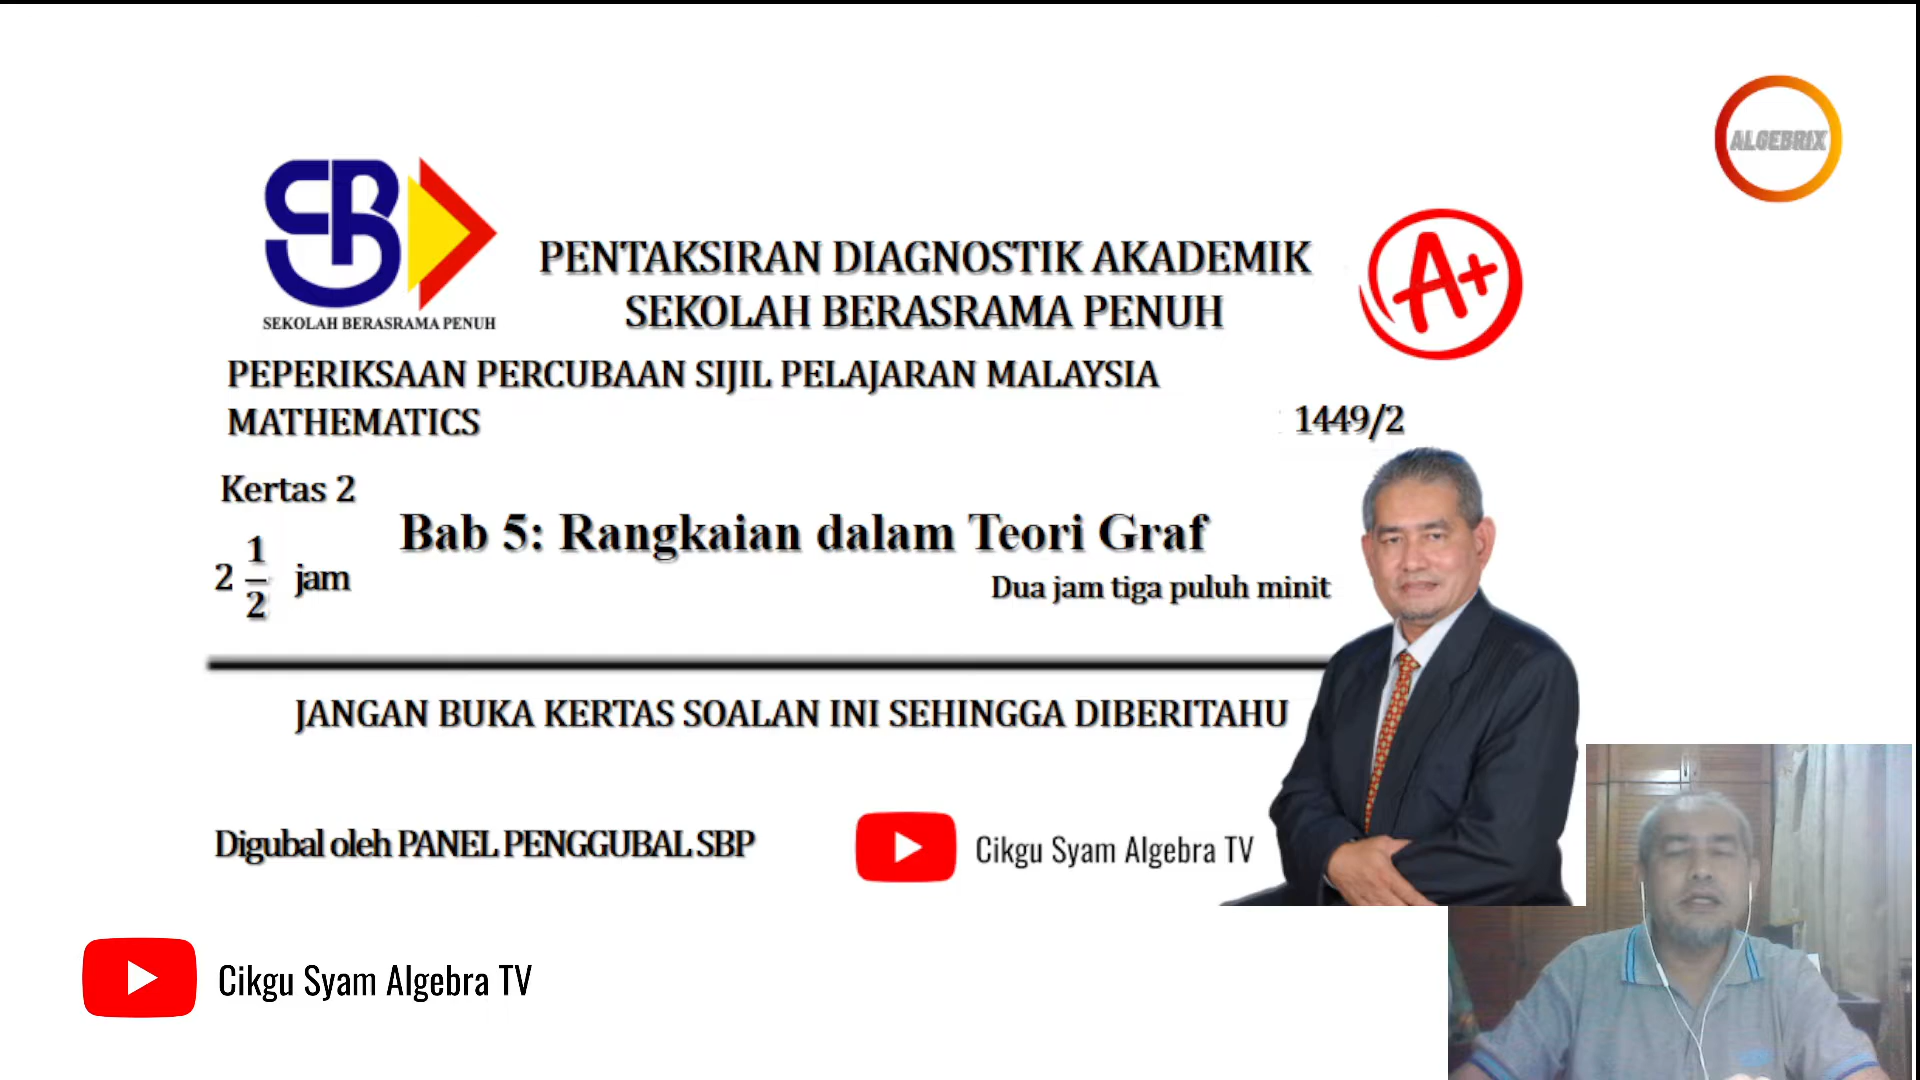 ALGEBRIX
SEKOLAH BERASRAMA PENUH
PENTAKSIRAN DIAGNOSTIK AKADEMIK
SEKOLAH BERASRAMA PENUH
A+
PEPERIKSAAN PERCUBAAN SIJIL PELAJARAN MALAYSIA
MATHEMATICS
1449/2
Kertas 2
Bab 5: Rangkaian dalam Teori Graf
2 1/2 jam
Dua jam tiga puluh minit
JANGAN BUKA KERTAS SOALAN INI SEHINGGA DIBERITAHU
Digubal oleh PANEL PENGGUBAL SBP
Cikgu Syam Algebra TV
Cikgu Syam Algebra TV